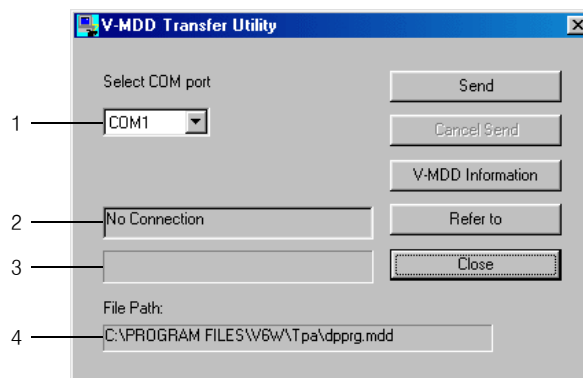 V-MDD Transfer Utility
Select COM port
Send
1
COM1
Cancel Send
V-MDD Information
2
No Connection
Refer to
3
Close
File Path:
4
C:\PROGRAM FILES\V6W\Tpa\dpprg.mdd